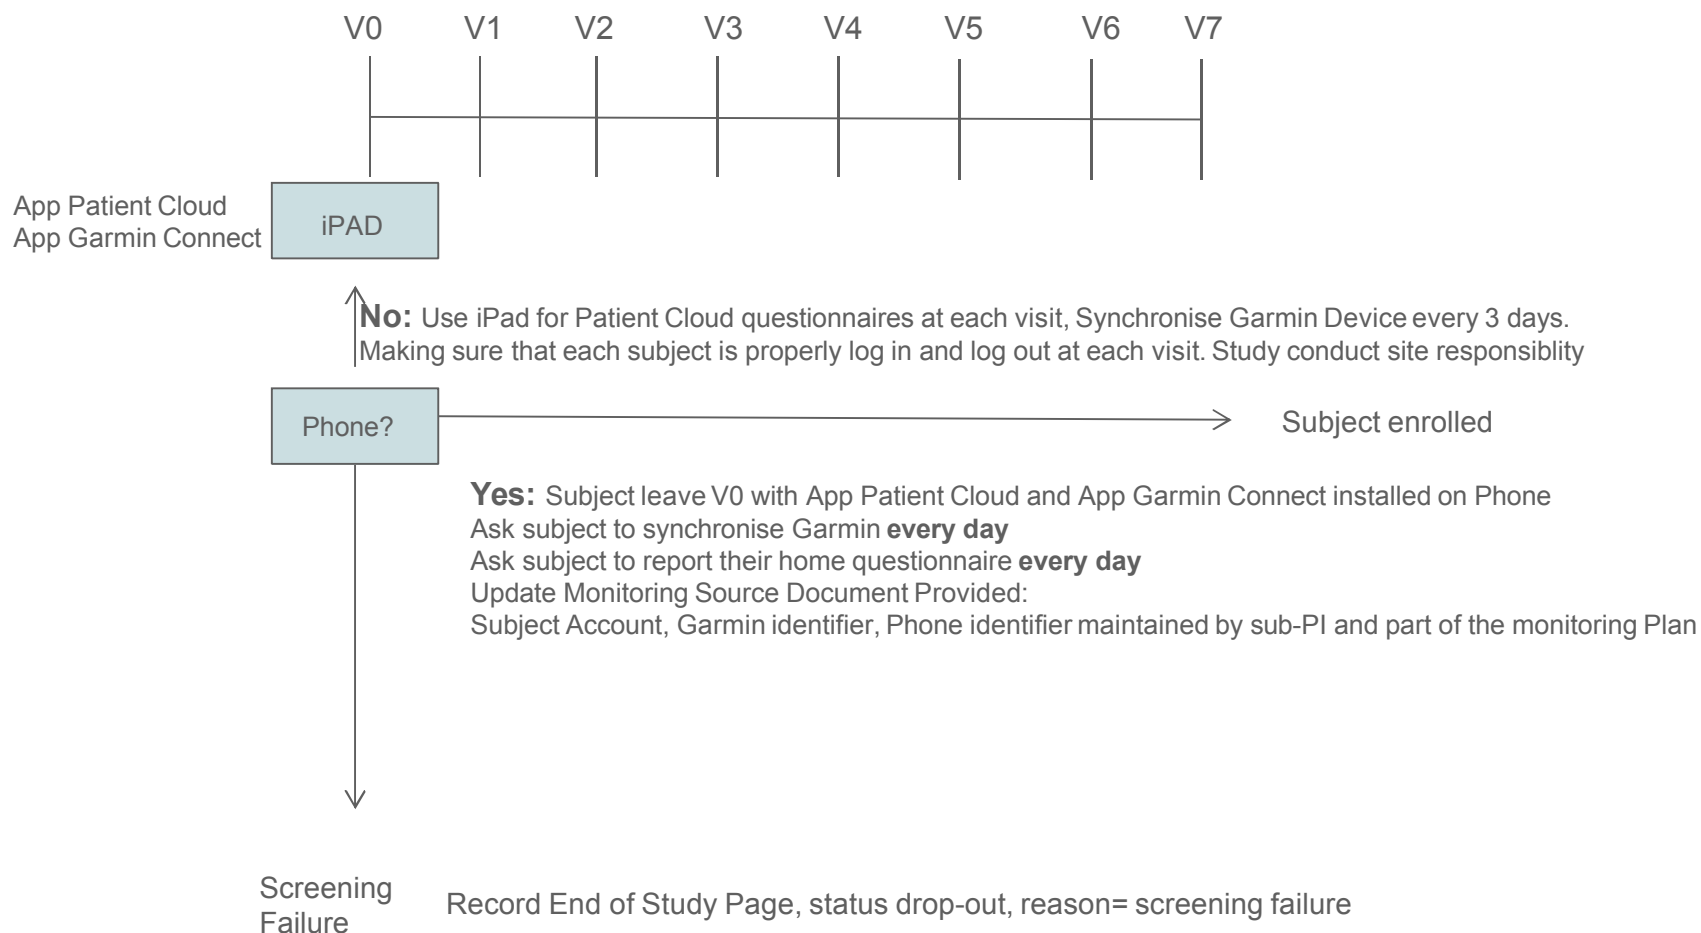 V0 V1 V2 V3 V4 V5 V6 V7
App Patient Cloud
App Garmin Connect
iPAD
No: Use iPad for Patient Cloud questionnaires at each visit, Synchronise Garmin Device every 3 days.
Making sure that each subject is properly log in and log out at each visit. Study conduct site responsiblity
Phone?
Subject enrolled
Yes: Subject leave V0 with App Patient Cloud and App Garmin Connect installed on Phone
Ask subject to synchronise Garmin every day
Ask subject to report their home questionnaire every day
Update Monitoring Source Document Provided:
Subject Account, Garmin identifier, Phone identifier maintained by sub-PI and part of the monitoring Plan
Screening
Failure
Record End of Study Page, status drop-out, reason= screening failure